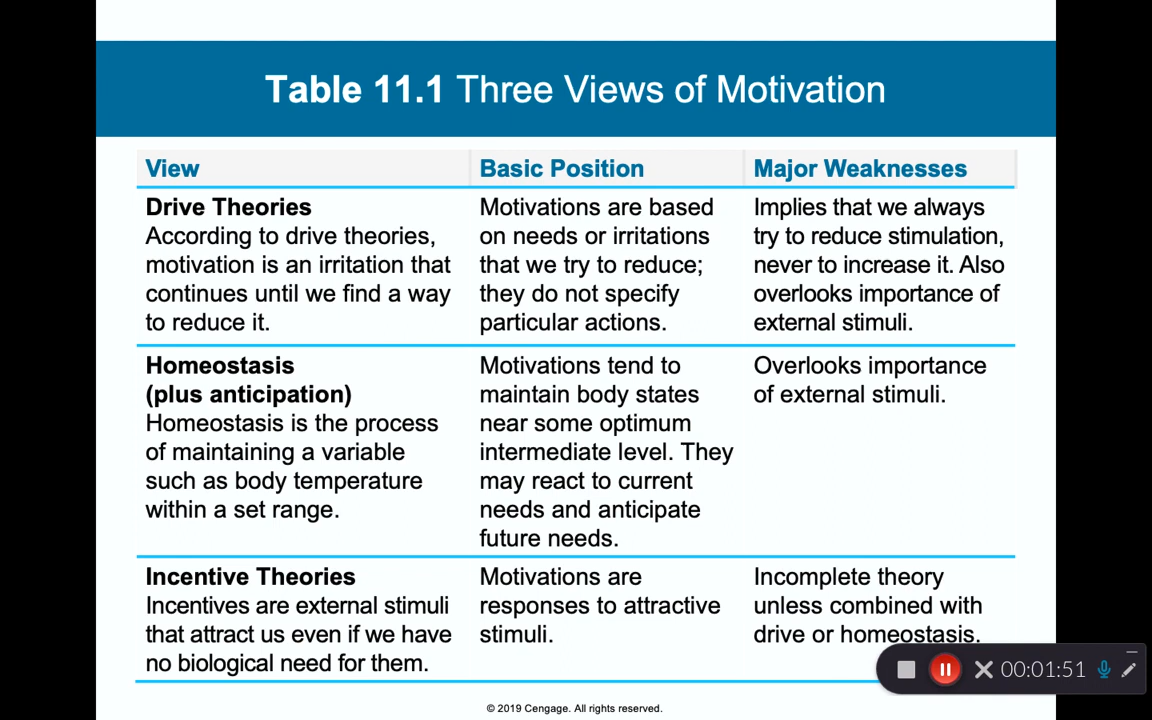 Table 11.1 Three Views of Motivation
View
Basic Position
Major Weaknesses
Drive Theories
According to drive theories,
motivation is an irritation that
continues until we find a way
to reduce it.
Motivations are based
on needs or irritations
that we try to reduce;
they do not specify
particular actions.
Implies that we always
try to reduce stimulation,
never to increase it. Also
overlooks importance of
external stimuli.
Homeostasis
(plus anticipation)
Homeostasis is the process
of maintaining a variable
such as body temperature
within a set range.
Motivations tend to
maintain body states
near some optimum
intermediate level. They
may react to current
needs and anticipate
future needs.
Overlooks importance
of external stimuli.
Incentive Theories
Incentives are external stimuli
that attract us even if we have
no biological need for them.
Motivations are
responses to attractive
stimuli.
Incomplete theory
unless combined with
drive or homeostasis.
00:01:51
© 2019 Cengage. All rights reserved.